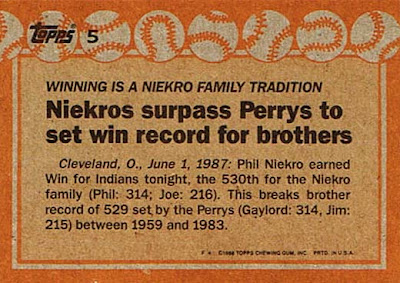 TOPPS 5
WINNING IS A NIEKRO FAMILY TRADITION
Niekros surpass Perrys to
set win record for brothers
Cleveland, O., June 1, 1987: Phil Niekro earned
Win for Indians tonight, the 530th for the Niekro
family (Phil: 314; Joe: 216). This breaks brother
record of 529 set by the Perrys (Gaylord: 314, Jim:
215) between 1959 and 1983.
F * ©1988 TOPPS CHEWING GUM, INC. PRTD. IN U.S.A.